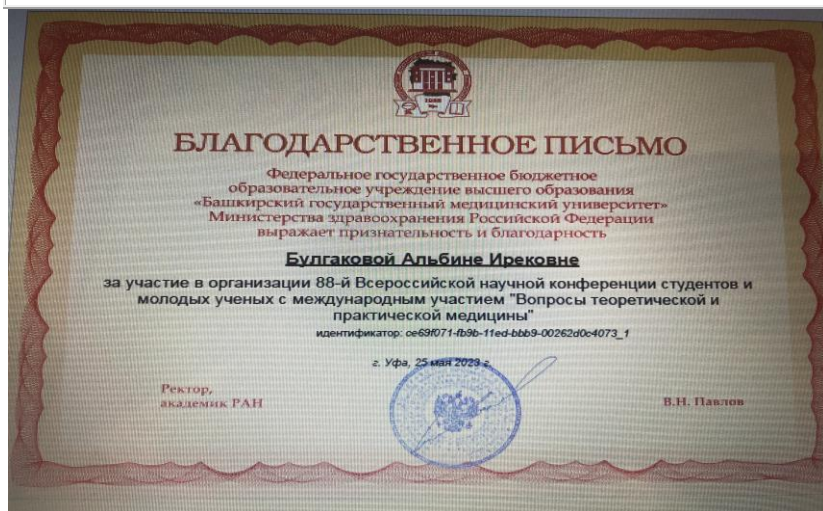 БЛАГОДАРСТВЕННОЕ ПИСЬМО
Федеральное государственное бюджетное
образовательное учреждение высшего образования
«Башкирский государственный медицинский университет»
Министерства здравоохранения Российской Федерации
выражает признательность и благодарность
Булгаковой Альбине Ирековне
за участие в организации 88-й Всероссийской научной конференции студентов и
молодых ученых с международным участием "Вопросы теоретической и
практической медицины"
идентификатор: ce69f071-fb9b-11ed-bbb9-00262d0c4073_1
г. Уфа, 25 мая 2023 г.
Ректор,
академик РАН
В.Н. Павлов